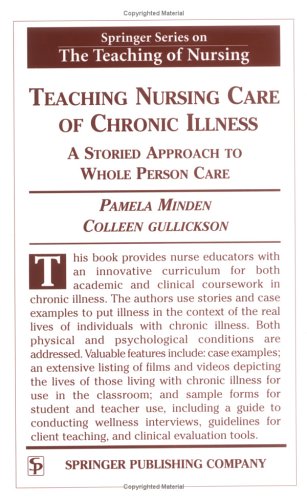 Springer Series on
The Teaching of Nursing
TEACHING NURSING CARE
OF CHRONIC ILLNESS
A STORIED APPROACH TO
WHOLE PERSON CARE
PAMELA MINDEN
COLLEEN GULLICKSON
This book provides nurse educators with
an innovative curriculum for both
academic and clinical coursework in
chronic illness. The authors use stories and case
examples to put illness in the context of the real
lives of individuals with chronic illness. Both
physical and psychological conditions are
addressed. Valuable features include: case examples;
an extensive listing of films and videos depicting
the lives of those living with chronic illness for
use in the classroom; and sample forms for
student and teacher use, including a guide to
conducting wellness interviews, guidelines for
client teaching, and clinical evaluation tools.
SP SPRINGER PUBLISHING COMPANY